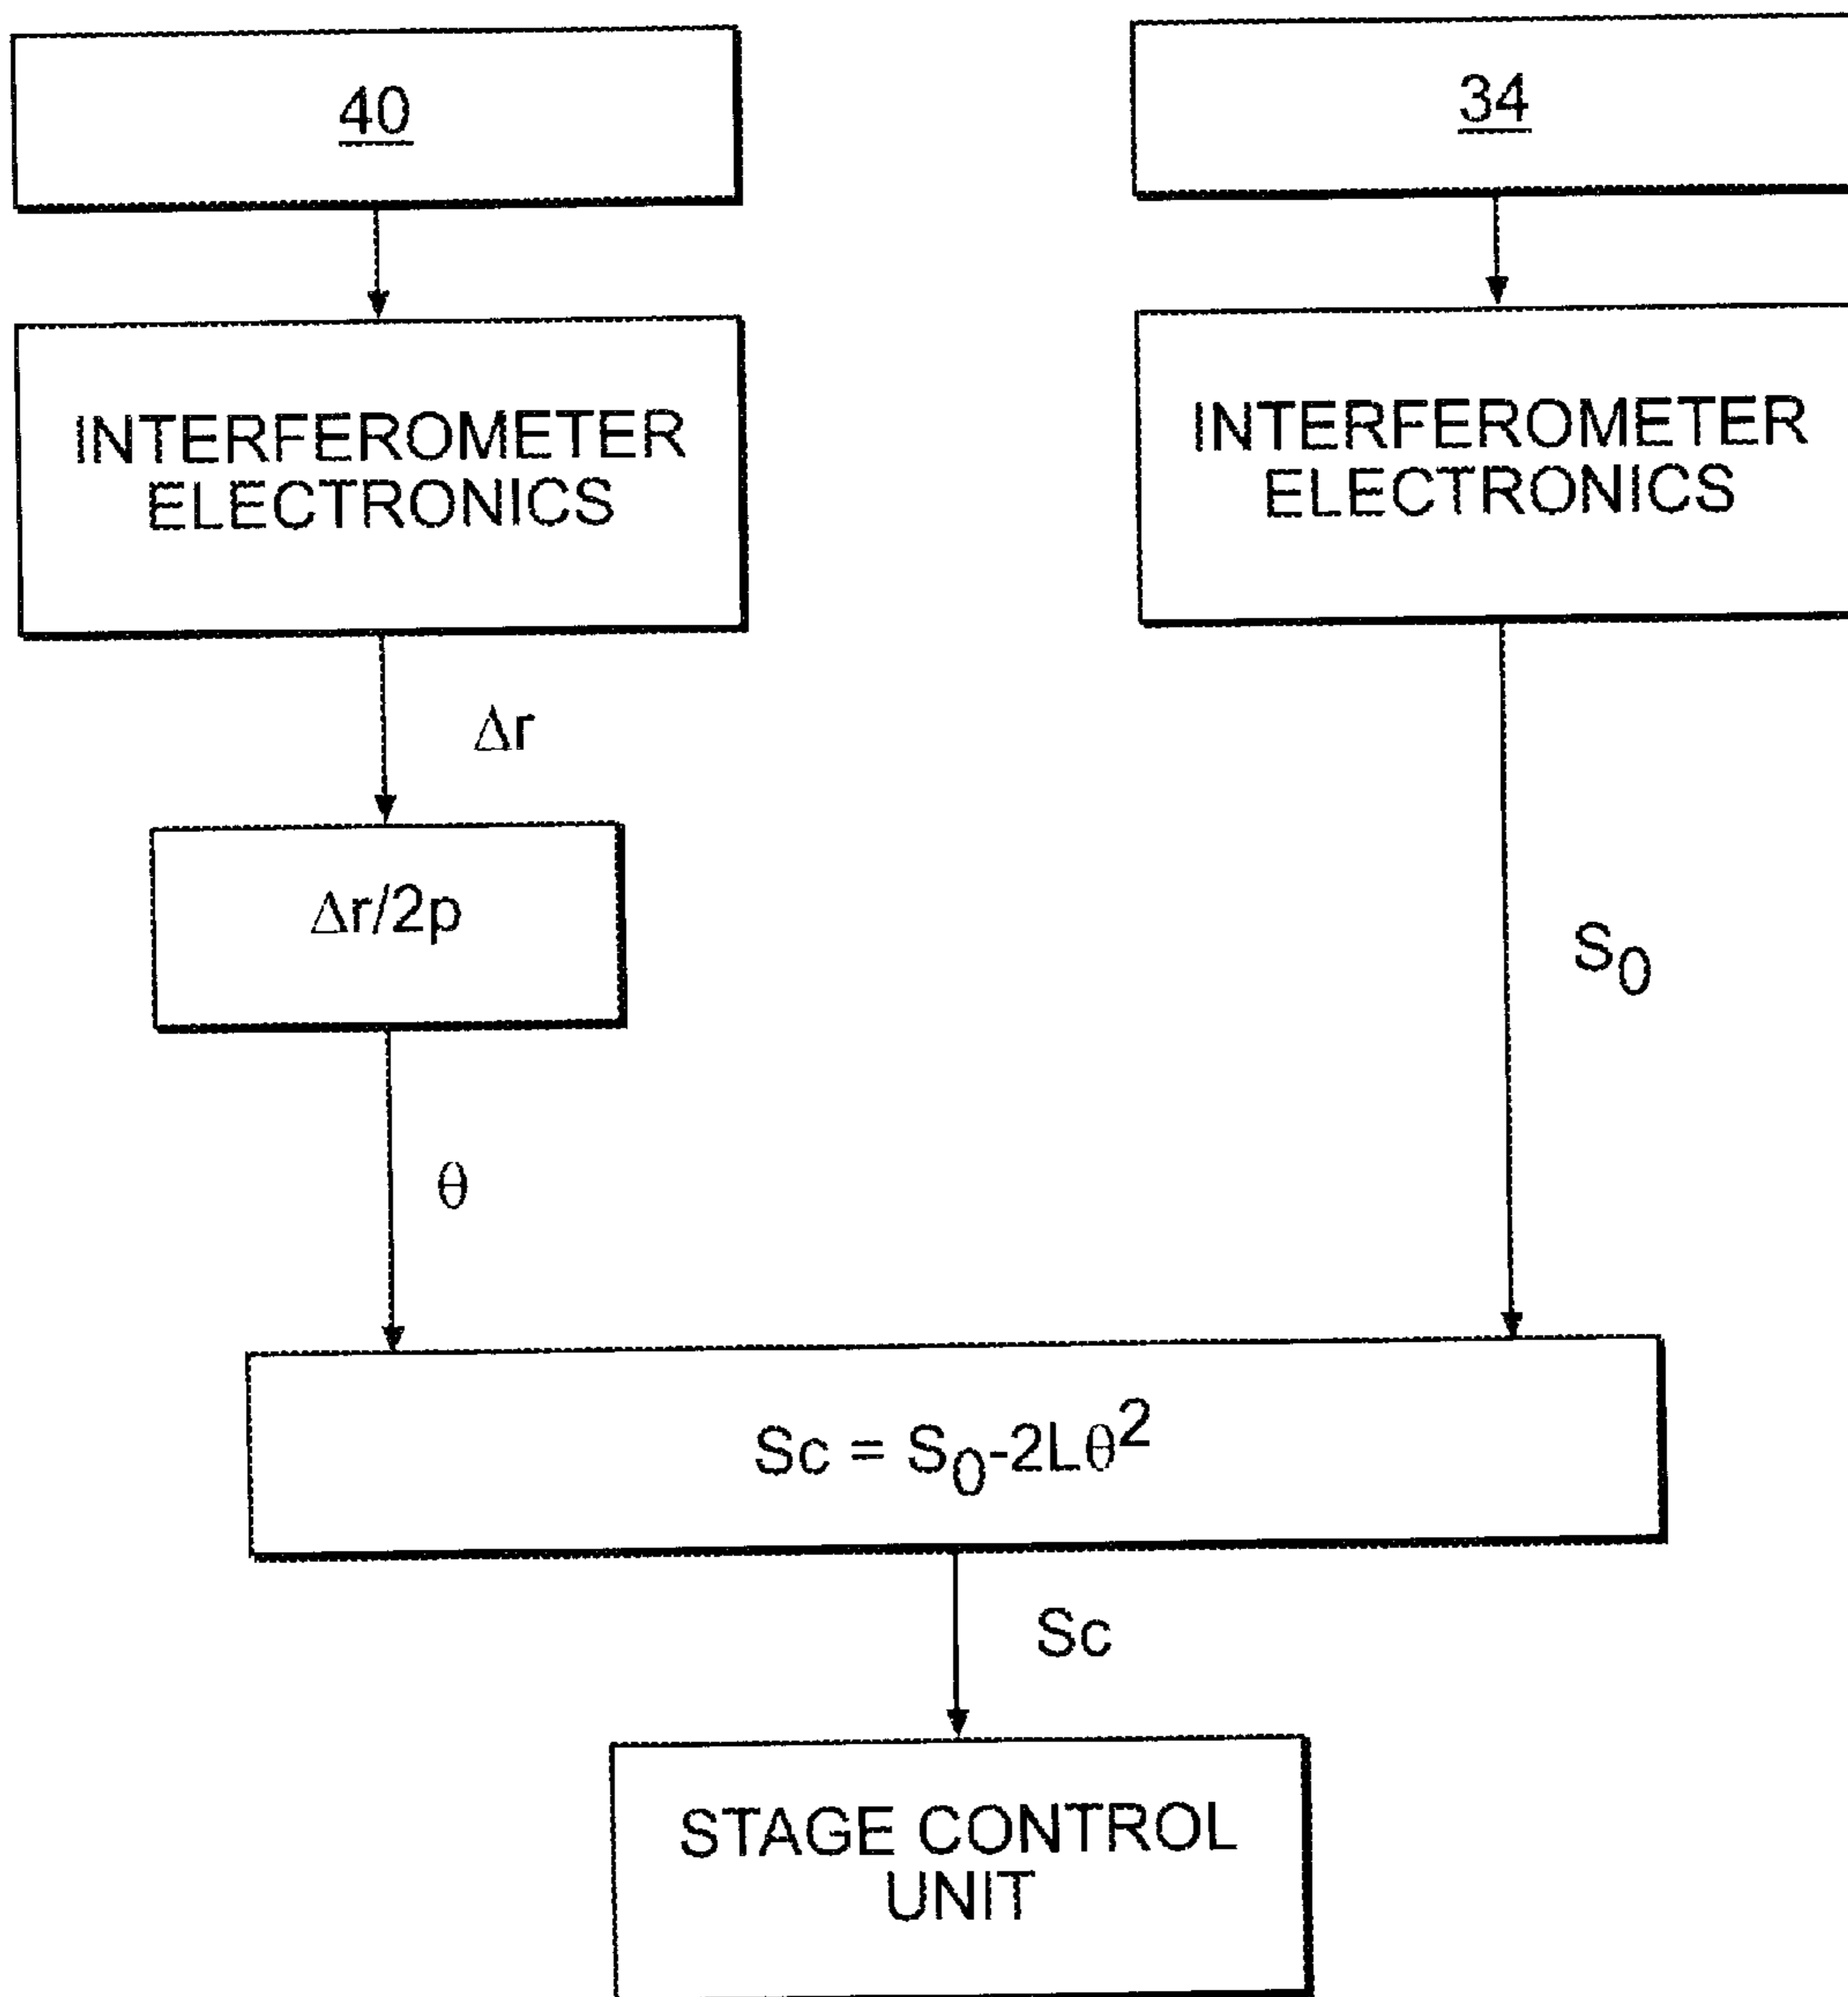 40
34
INTERFEROMETER
ELECTRONICS
INTERFEROMETER
ELECTRONICS
Δr
Δr/2p
S₀
θ
Sc = S₀-2Lθ²
Sc
STAGE CONTROL
UNIT